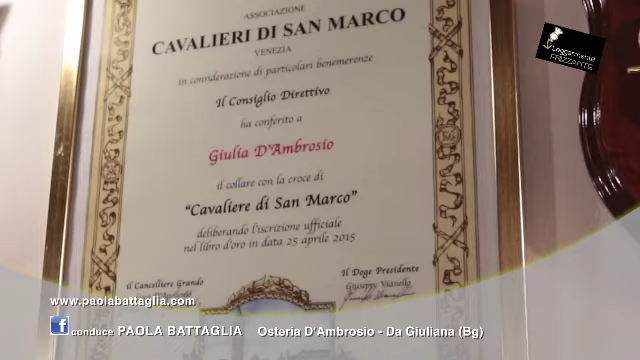 ASSOCIAZIONE
CAVALIERI DI SAN MARCO
VENEZIA
in considerazione di particolari benemerenze
Il Consiglio Direttivo
ha conferito a
Giulia D'Ambrosio
il collare con la croce di
"Cavaliere di San Marco"
deliberando l'iscrizione ufficiale
nel libro d'oro in data 25 aprile 2015
il Cancelliere Grando
Il Doge Presidente
Giuseppe Vianello
Leggermente
FRIZZANTE
www.paolabattaglia.com
f conduce PAOLA BATTAGLIA Osteria D'Ambrosio - Da Giuliana (Bg)